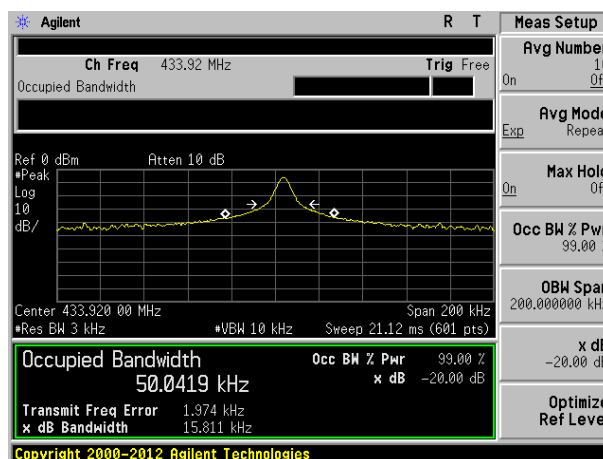 Agilent R T Meas Setup
Ch Freq 433.92 MHz Trig Free
Occupied Bandwidth
Avg Number
On
Avg Mode
Exp
Ref 0 dBm Atten 10 dB
#Peak
Log
10
dB/
Max Hold
On
Occ BW % Pwr
99.00
OBW Span
200.000000 kHz
Center 433.920 00 MHz Span 200 kHz
#Res BW 3 kHz #VBW 10 kHz Sweep 21.12 ms (601 pts)
Occupied Bandwidth Occ BW % Pwr 99.00 %
50.0419 kHz x dB -20.00 dB
Transmit Freq Error 1.974 kHz
x dB Bandwidth 15.811 kHz
x dB
-20.00 dB
Optimize
Ref Level
Copyright 2000-2012 Agilent Technologies